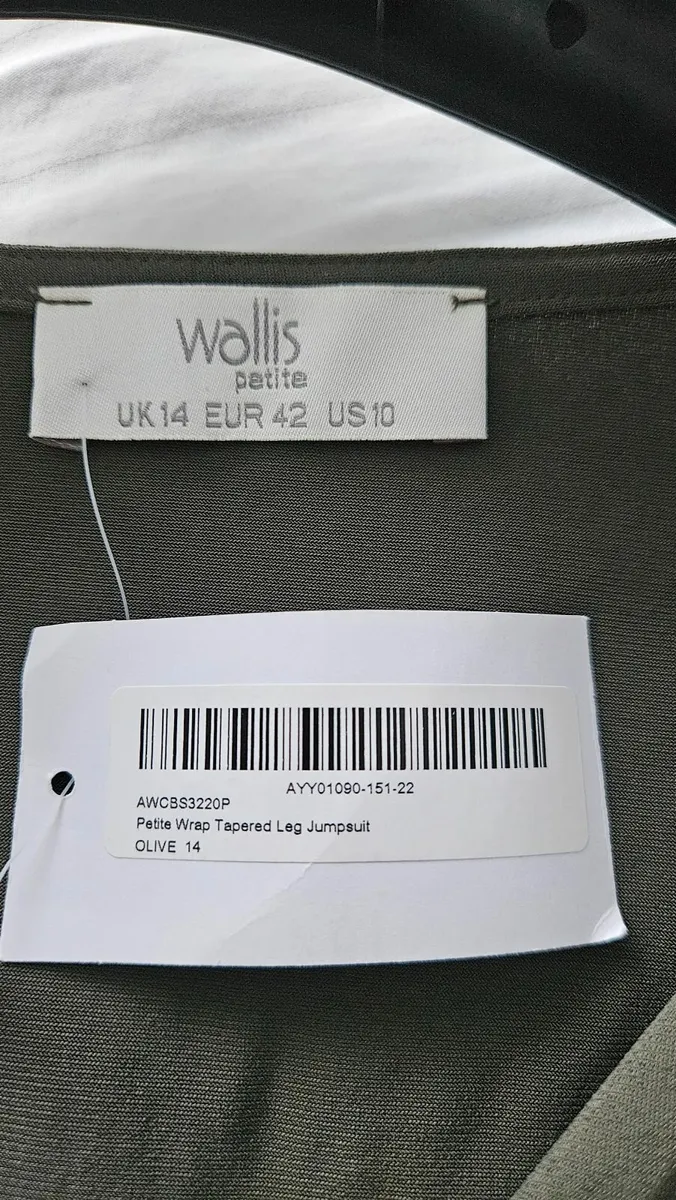 wallis
petite
UK14 EUR 42 US10
AYY01090-151-22
AWCBS3220P
Petite Wrap Tapered Leg Jumpsuit
OLIVE 14